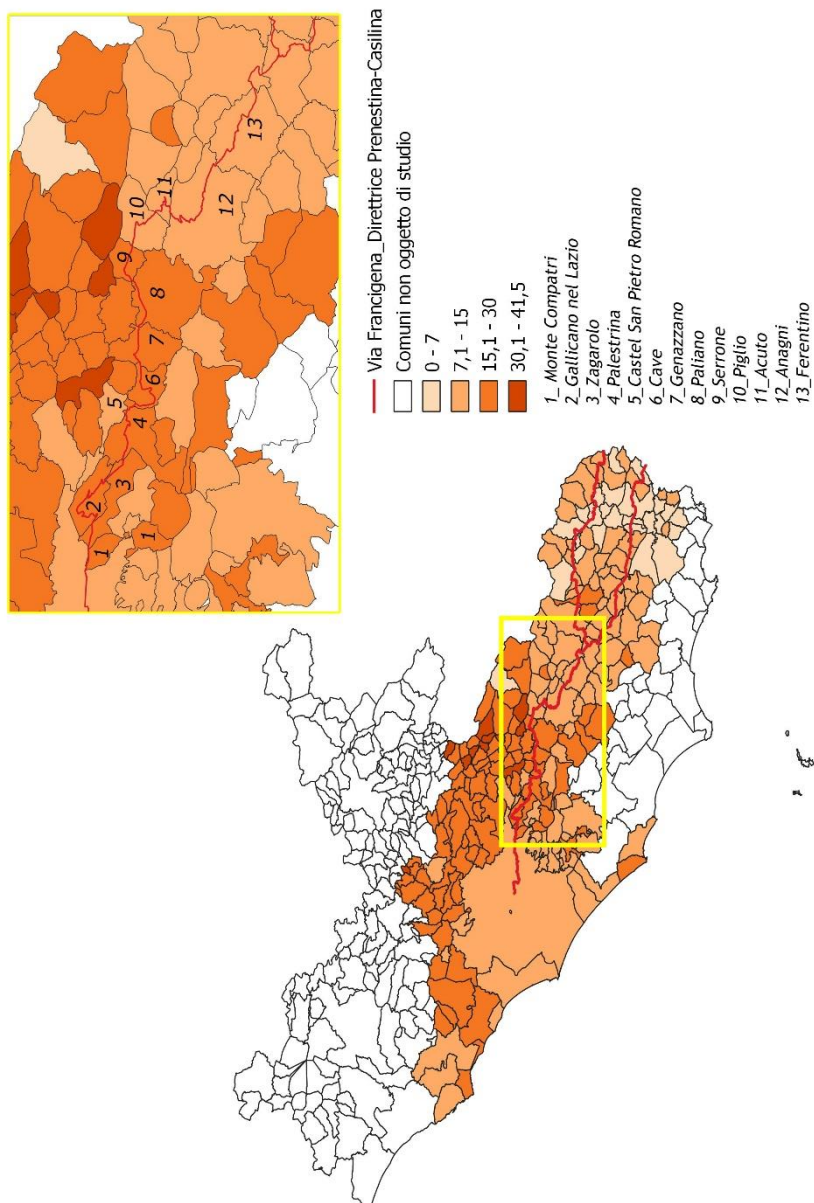 1
1
2
3
4
5
6
7
8
9
10
11
12
13
Via Francigena_Direttrice Prenestina-Casilina
Comuni non oggetto di studio
0 - 7
7,1 - 15
15,1 - 30
30,1 - 41,5
1_ Monte Compatri
2_Gallicano nel Lazio
3_Zagarolo
4_Palestrina
5_Castel San Pietro Romano
6_Cave
7_Genazzano
8_Paliano
9_Serrone
10_Piglio
11_Acuto
12_Anagni
13_Ferentino